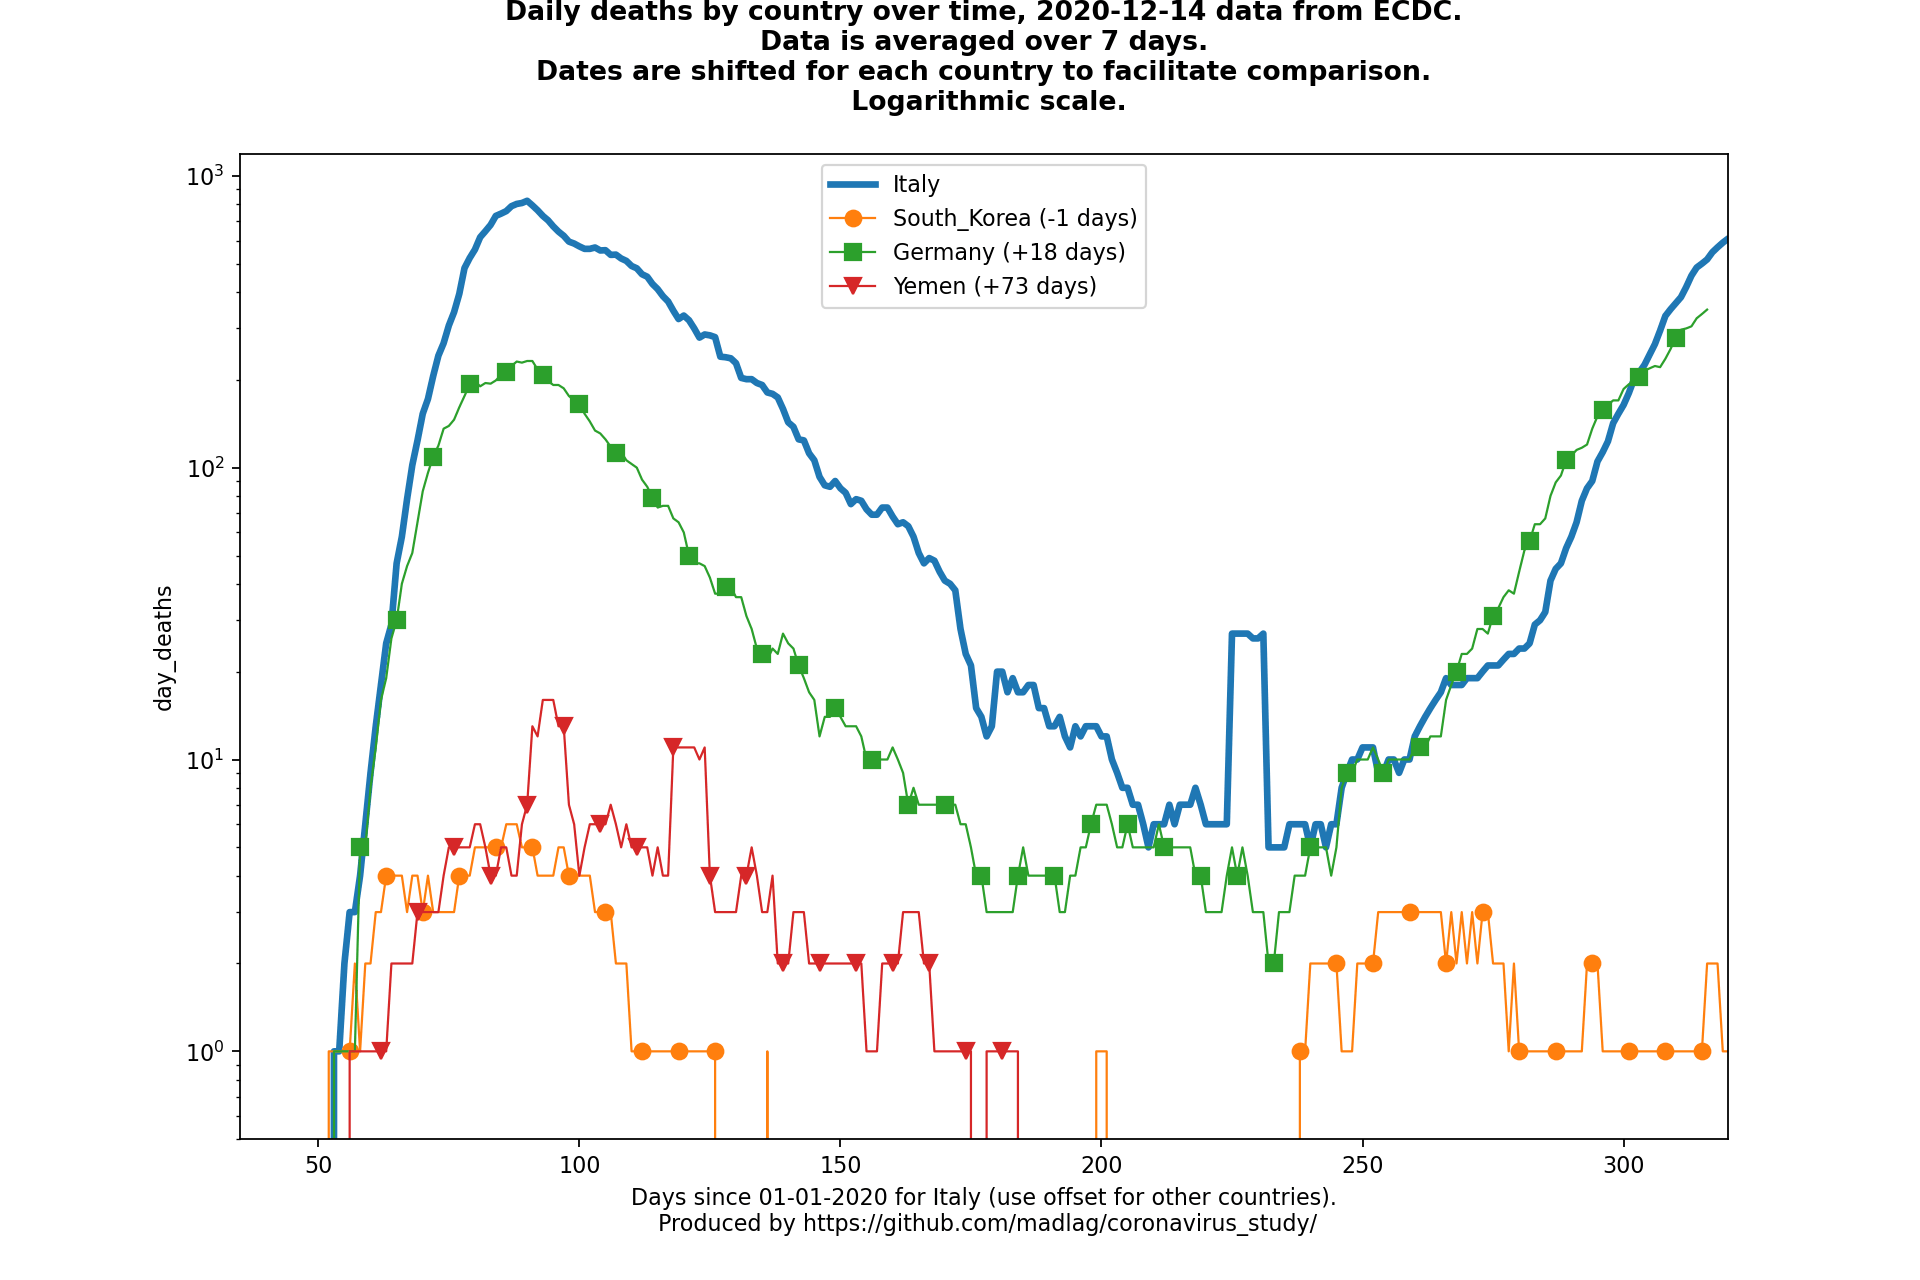 Daily deaths by country over time, 2020-12-14 data from ECDC.
Data is averaged over 7 days.
Dates are shifted for each country to facilitate comparison.
Logarithmic scale.
10³
10²
10¹
10⁰
day_deaths
Italy
South_Korea (-1 days)
Germany (+18 days)
Yemen (+73 days)
50 100 150 200 250 300
Days since 01-01-2020 for Italy (use offset for other countries).
Produced by https://github.com/madlag/coronavirus_study/